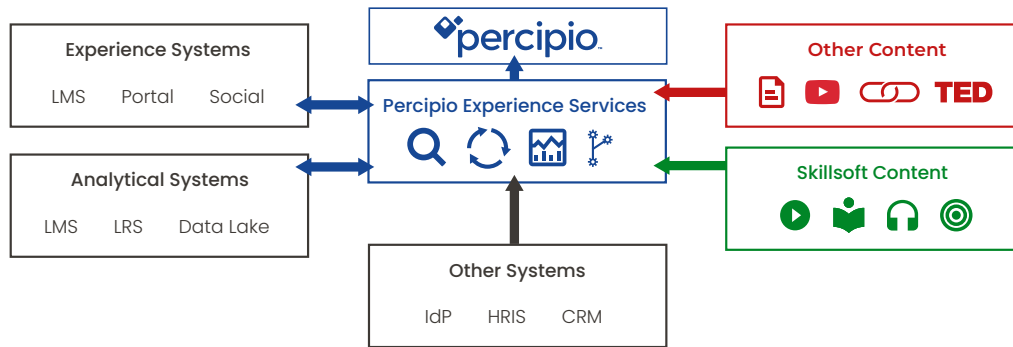 percipio™
Experience Systems
LMS Portal Social
Analytical Systems
LMS LRS Data Lake
Percipio Experience Services
Other Systems
IdP HRIS CRM
Other Content
TED
Skillsoft Content